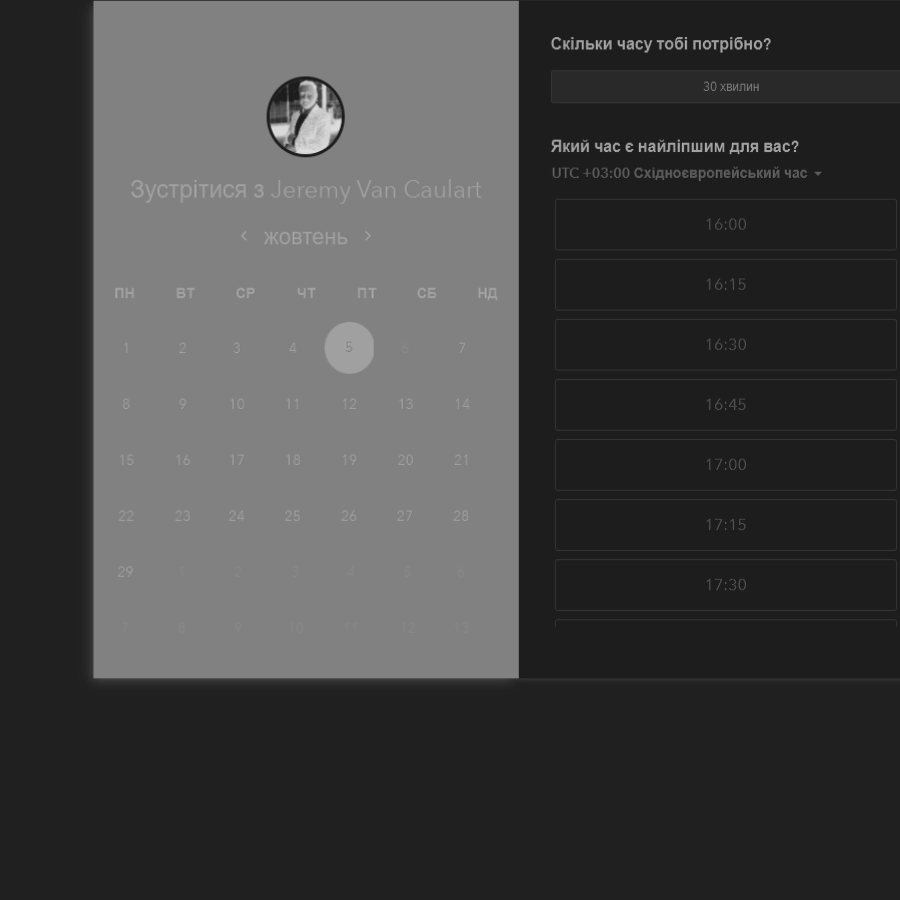 Зустрітися з Jeremy Van Caulart
жовтень
ПН ВТ СР ЧТ ПТ СБ НД
1 2 3 4 5 6 7
8 9 10 11 12 13 14
15 16 17 18 19 20 21
22 23 24 25 26 27 28
29 1 2 3 4 5 6
7 8 9 10 11 12 13
Скільки часу тобі потрібно?
30 хвилин
Який час є найліпшим для вас?
UTC +03:00 Східноєвропейський час
16:00
16:15
16:30
16:45
17:00
17:15
17:30